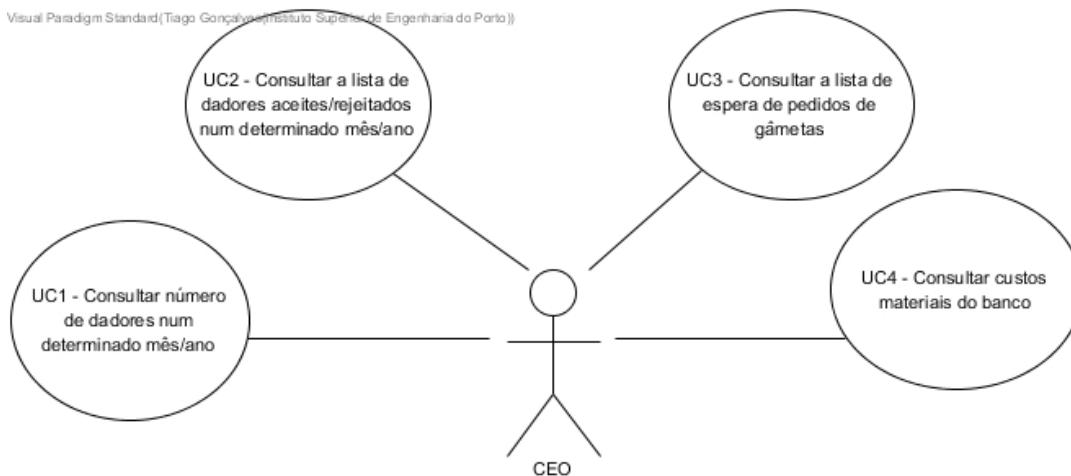 Visual Paradigm Standard(Tiago Gonçalves(Instituto Superior de Engenharia do Porto))
UC2 - Consultar a lista de
dadores aceites/rejeitados
num determinado mês/ano
UC3 - Consultar a lista de
espera de pedidos de
gâmetas
UC1 - Consultar número
de dadores num
determinado mês/ano
UC4 - Consultar custos
materiais do banco
CEO